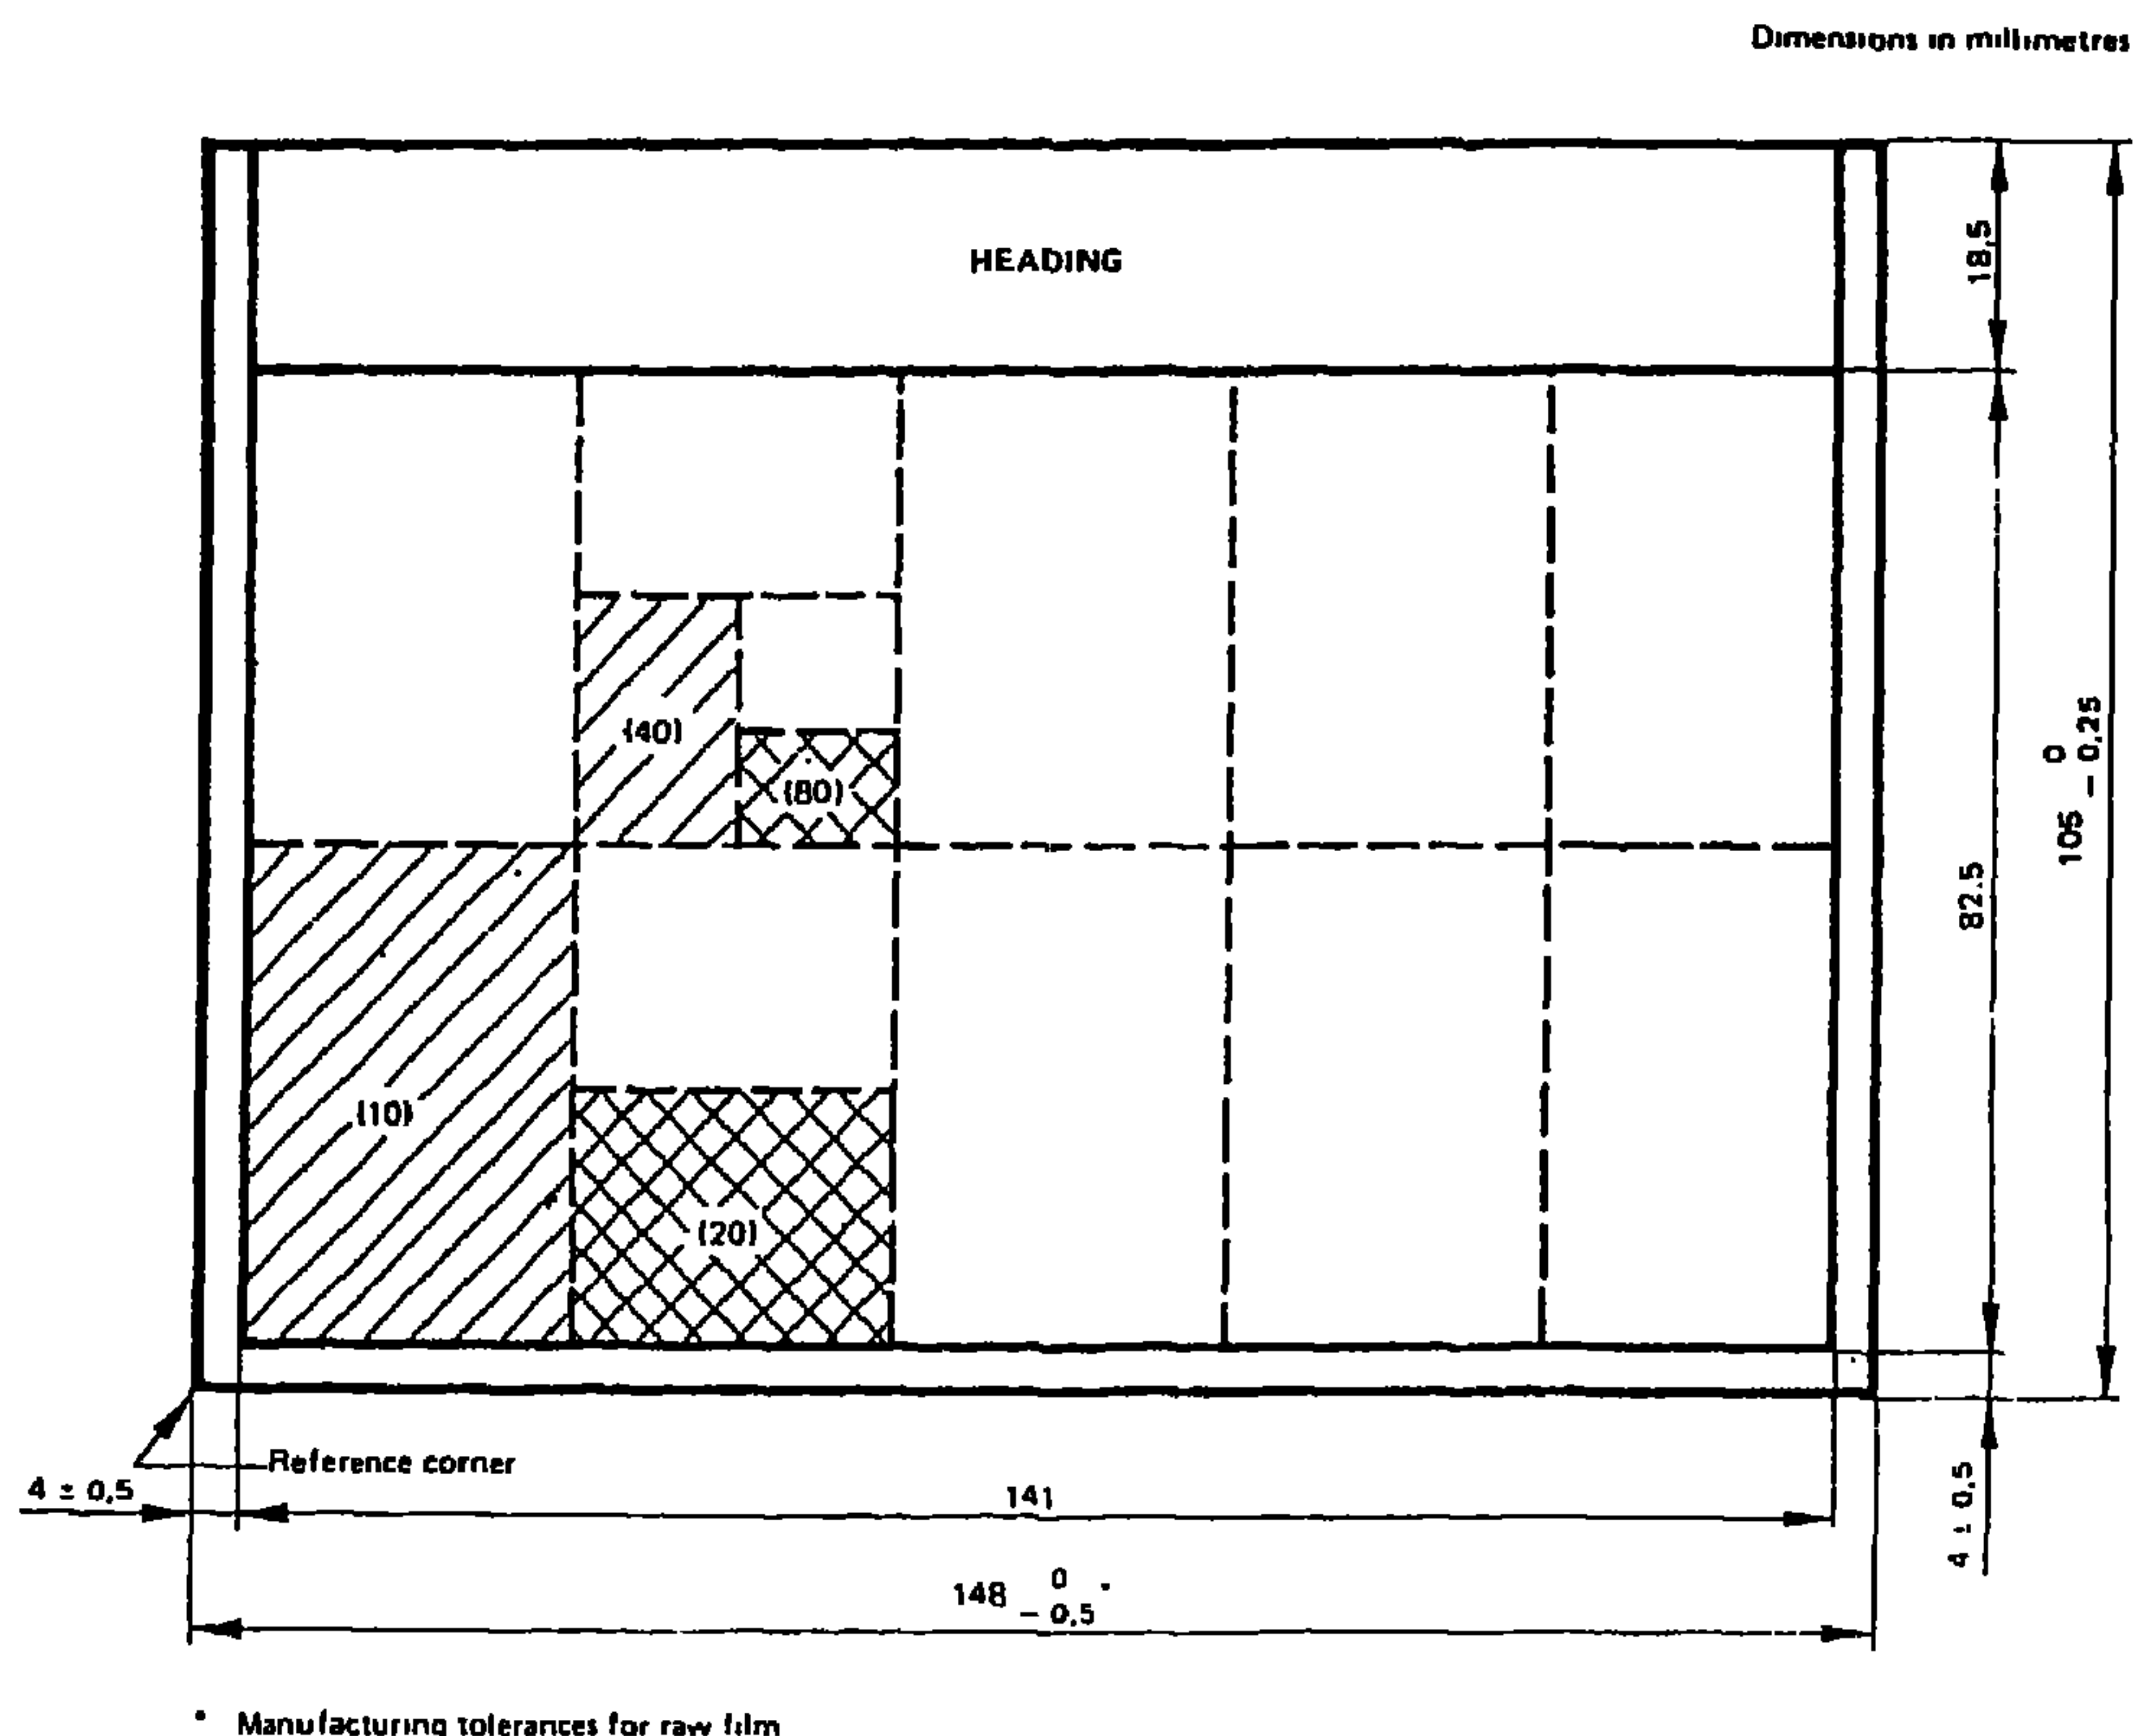 Dimensions in millimetres
HEADING
18,5
(40)
(80)
105 0 − 0,25
82,5
(10)
(20)
Reference corner
4 ± 0,5
141
4 ± 0,5
148 0 − 0,5 *
* Manufacturing tolerances for raw film